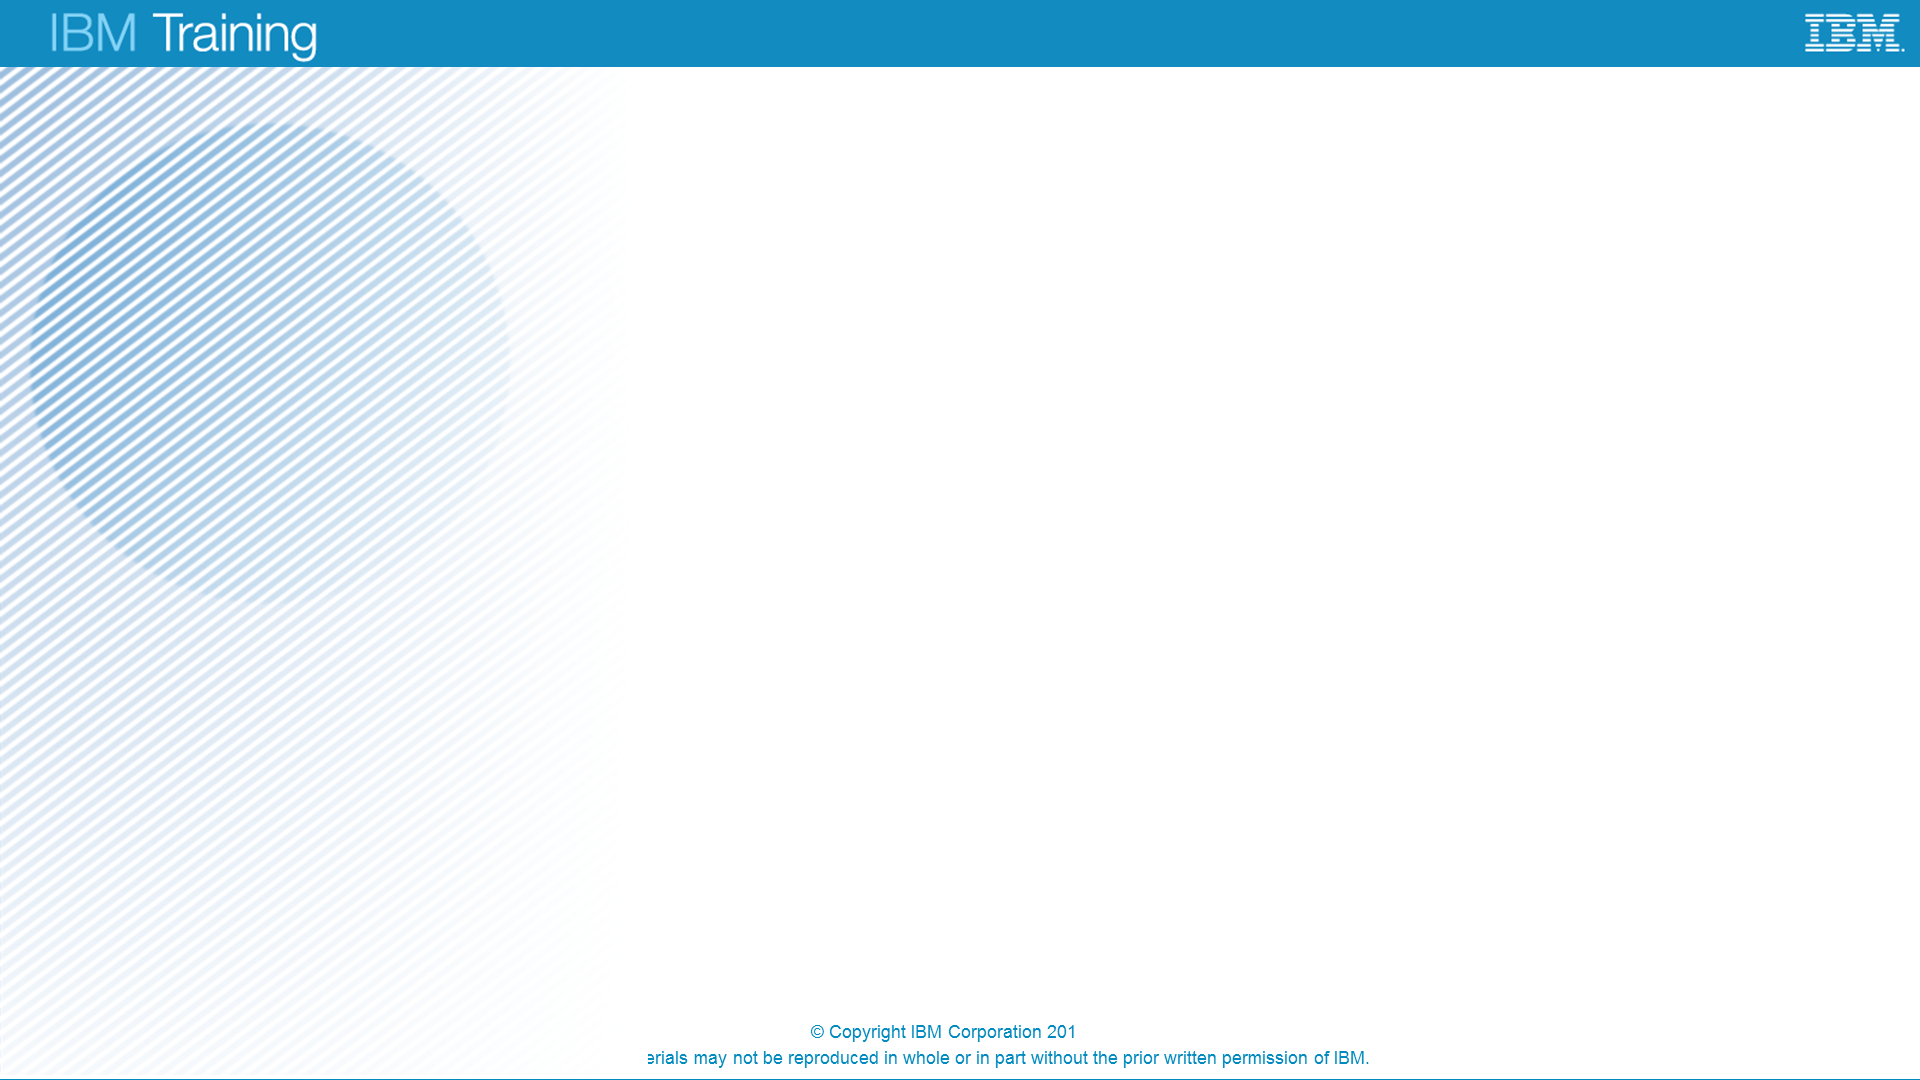 IBM Training
IBM.
© Copyright IBM Corporation 201
erials may not be reproduced in whole or in part without the prior written permission of IBM.